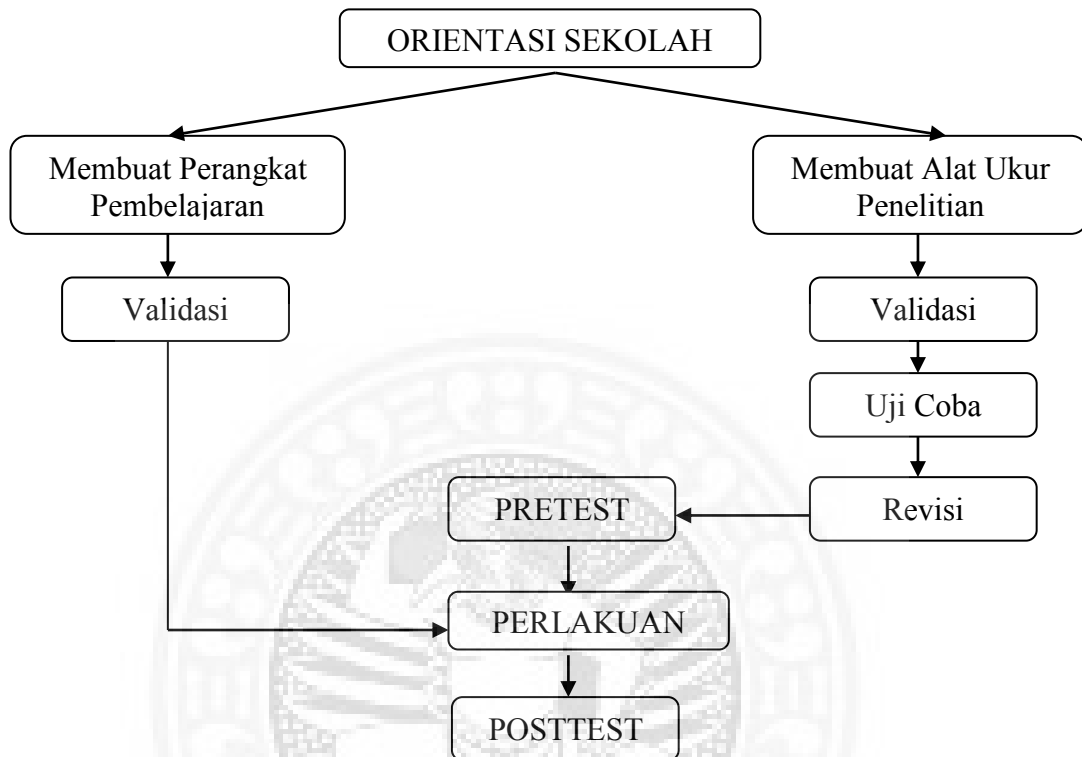 ORIENTASI SEKOLAH
Membuat Perangkat
Pembelajaran
Membuat Alat Ukur
Penelitian
Validasi
Validasi
Uji Coba
PRETEST
Revisi
PERLAKUAN
POSTTEST